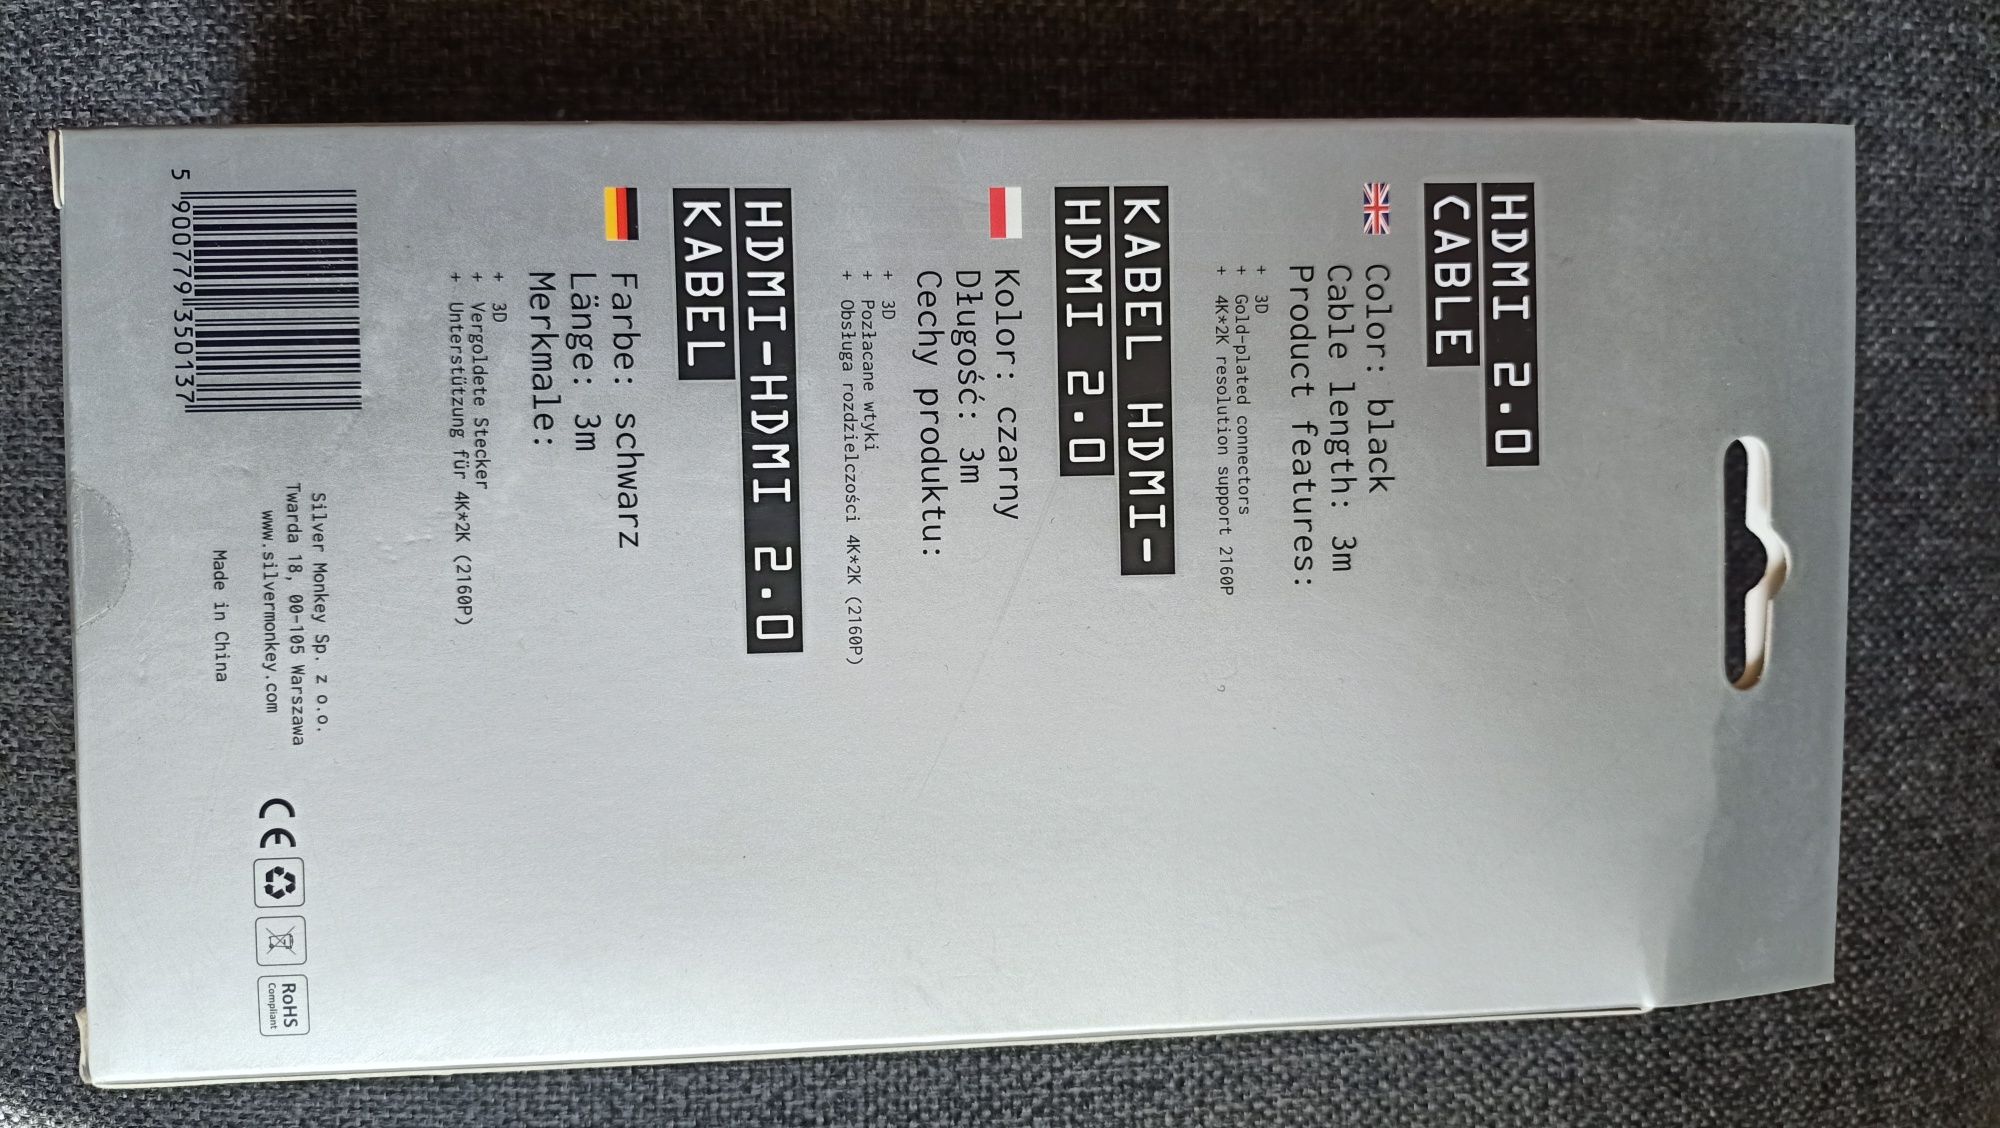 HDMI 2.0
CABLE
Color: black
Cable length: 3m
Product features:
+ 3D
+ Gold-plated connectors
+ 4K*2K resolution support 2160P
KABEL HDMI-
HDMI 2.0
Kolor: czarny
Długość: 3m
Cechy produktu:
+ 3D
+ Pozłacane wtyki
+ Obsługa rozdzielczości 4K*2K (2160P)
HDMI-HDMI 2.0
KABEL
Farbe: schwarz
Länge: 3m
Merkmale:
+ 3D
+ Vergoldete Stecker
+ Unterstützung für 4K*2K (2160P)
5 900779 350137
Silver Monkey Sp. z o.o.
Twarda 18, 00-105 Warszawa
www.silvermonkey.com
Made in China
CE
RoHS
Compliant